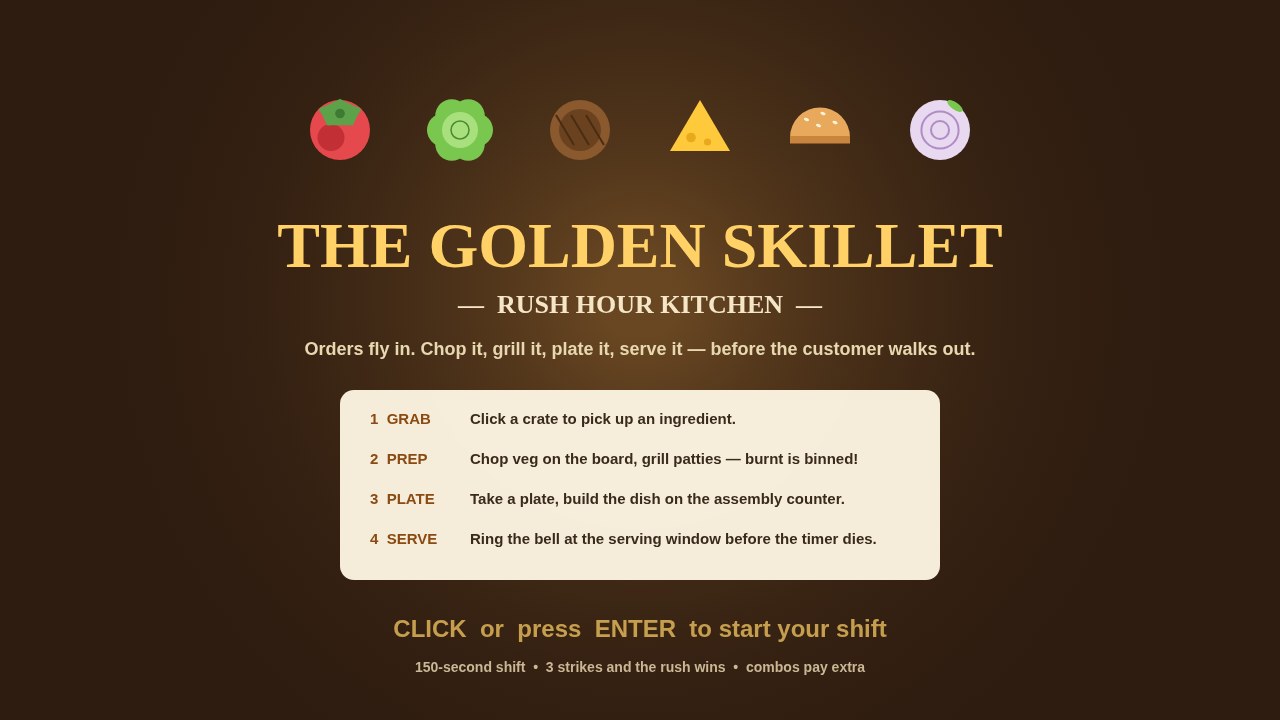 THE GOLDEN SKILLET
— RUSH HOUR KITCHEN —
Orders fly in. Chop it, grill it, plate it, serve it — before the customer walks out.
1 GRAB Click a crate to pick up an ingredient.
2 PREP Chop veg on the board, grill patties — burnt is binned!
3 PLATE Take a plate, build the dish on the assembly counter.
4 SERVE Ring the bell at the serving window before the timer dies.
CLICK or press ENTER to start your shift
150-second shift • 3 strikes and the rush wins • combos pay extra